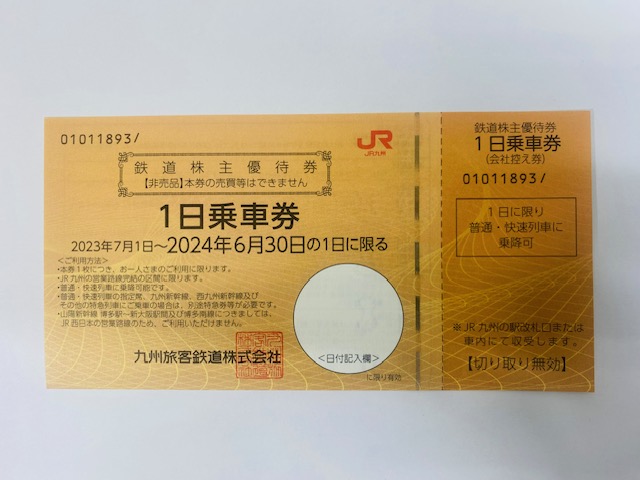 01011893/
JR
JR九州
鉄道株主優待券
【非売品】本券の売買等はできません
1日乗車券
2023年7月1日〜2024年6月30日の1日に限る
＜ご利用方法＞
・本券1枚につき、お一人さまのご利用に限ります。
・JR九州の営業路線完結の区間に限ります。
・普通・快速列車に乗降可能です。
・普通・快速列車の指定席、九州新幹線、西九州新幹線及び
その他の特急列車にご乗車の場合は、別途特急券等が必要です。
・山陽新幹線 博多駅〜新大阪駅間及び博多南線につきましては、
JR西日本の営業路線のため、ご利用いただけません。
九州旅客鉄道株式会社
＜日付記入欄＞
に限り有効
鉄道株主優待券
1日乗車券
(会社控え券)
01011893/
1日に限り
普通・快速列車に
乗降可
※JR九州の駅改札口または
車内にて収受します。
【切り取り無効】